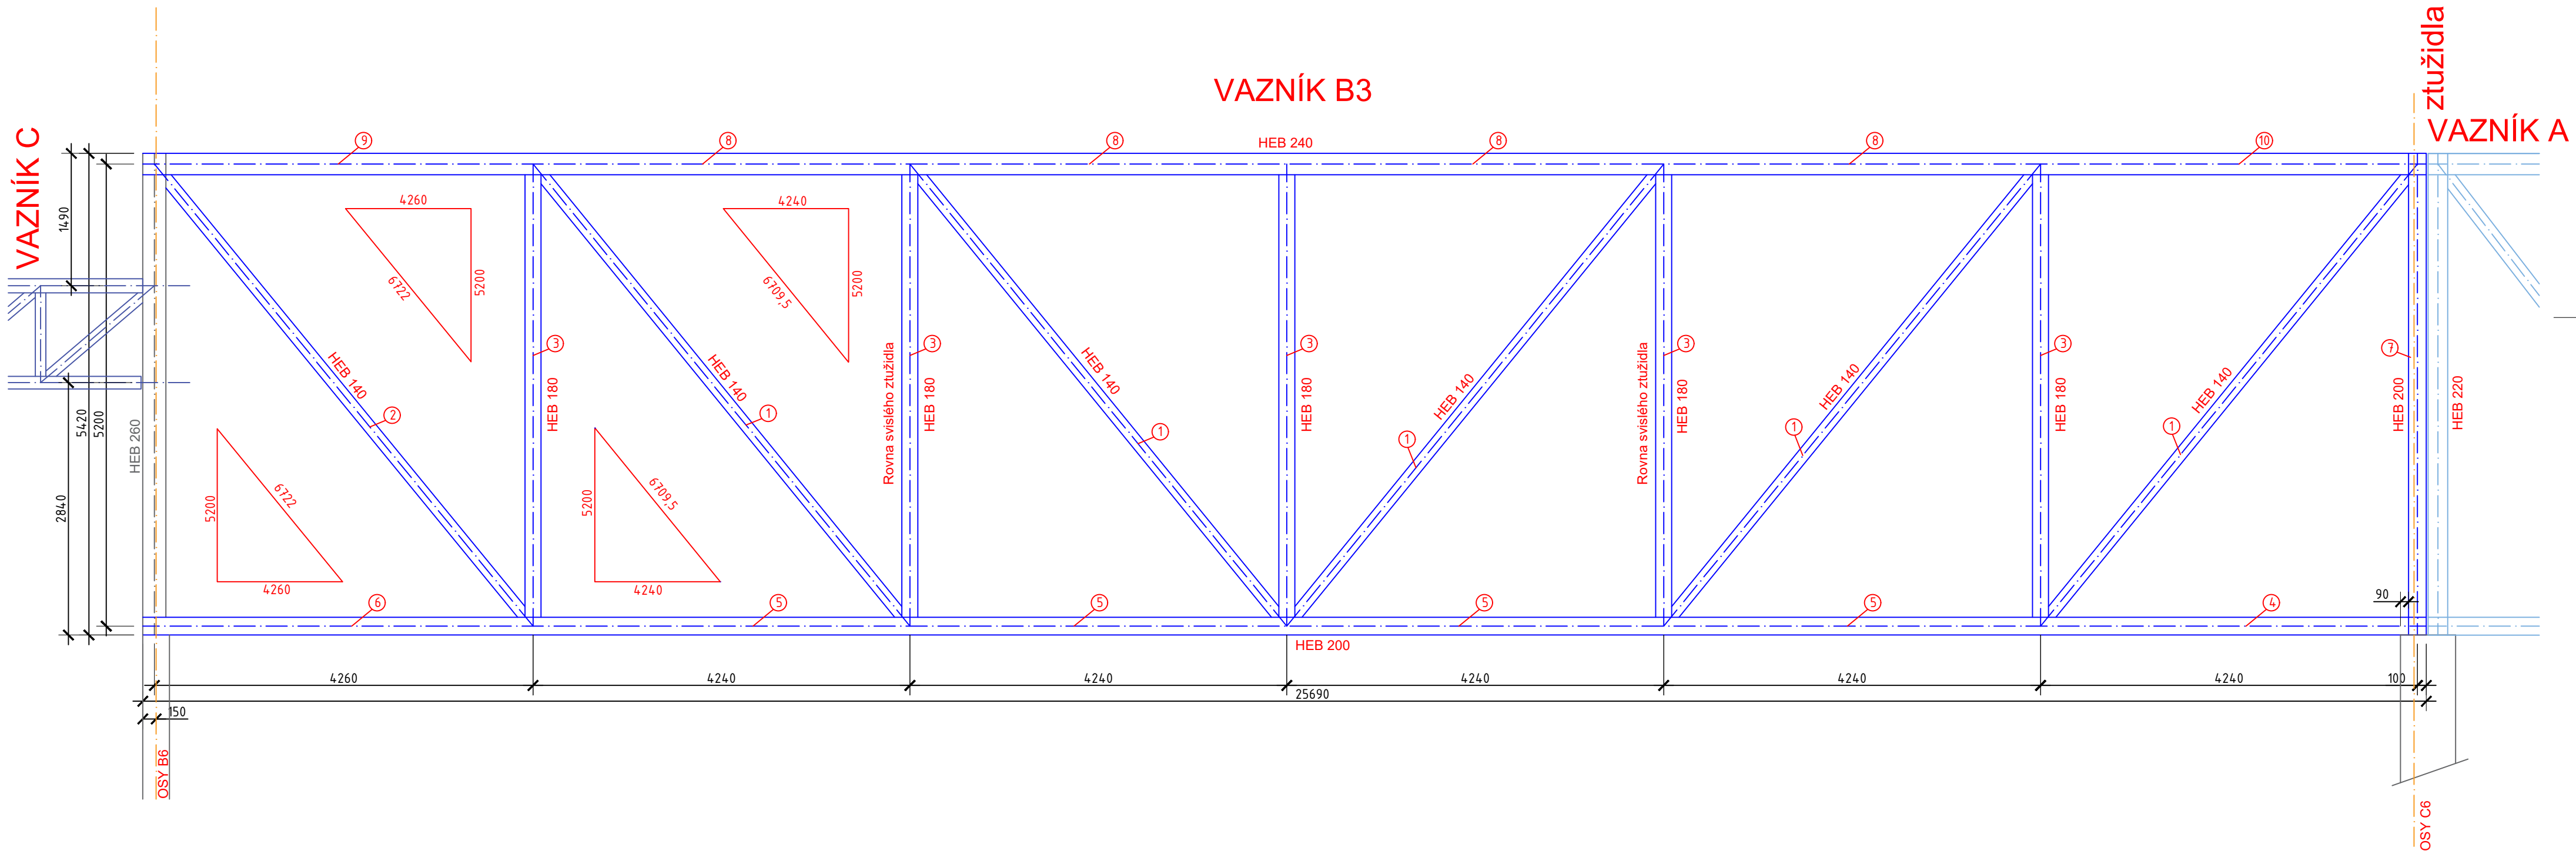 VAZNÍK B3
ztužidla
VAZNÍK A
VAZNÍK C
9
8
8
HEB 240
8
8
10
1490
5420
5200
2840
4260
5200
6722
4240
5200
6709,5
HEB 260
HEB 140
2
3
HEB 180
HEB 140
1
Rovna svislého ztužidla
3
HEB 180
HEB 140
1
3
HEB 180
HEB 140
1
Rovna svislého ztužidla
3
HEB 180
HEB 140
1
3
HEB 180
HEB 140
1
7
HEB 200
HEB 220
5200
6722
4260
5200
6709,5
4240
6
5
5
5
5
4
90
HEB 200
4260
4240
4240
4240
4240
4240
100
25690
150
OSY B6
OSY C6